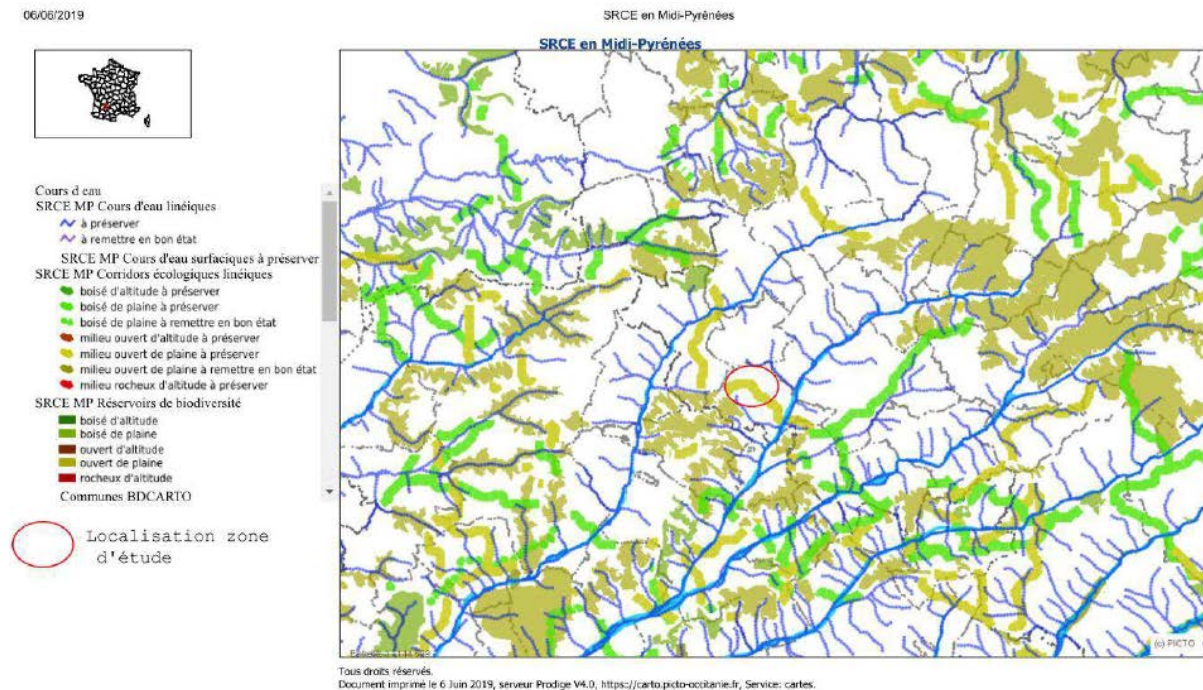 06/06/2019
SRCE en Midi-Pyrénées
SRCE en Midi-Pyrénées
Cours d eau
SRCE MP Cours d'eau linéiques
à préserver
à remettre en bon état
SRCE MP Cours d'eau surfaciques à préserver
SRCE MP Corridors écologiques linéiques
boisé d'altitude à préserver
boisé de plaine à préserver
boisé de plaine à remettre en bon état
milieu ouvert d'altitude à préserver
milieu ouvert de plaine à préserver
milieu ouvert de plaine à remettre en bon état
milieu rocheux d'altitude à préserver
SRCE MP Réservoirs de biodiversité
boisé d'altitude
boisé de plaine
ouvert d'altitude
ouvert de plaine
rocheux d'altitude
Communes BDCARTO
Localisation zone
d'étude
(c) PICTO
Tous droits réservés.
Document imprimé le 6 Juin 2019, serveur Prodige V4.0, https://carto.picto-occitanie.fr, Service: cartes.